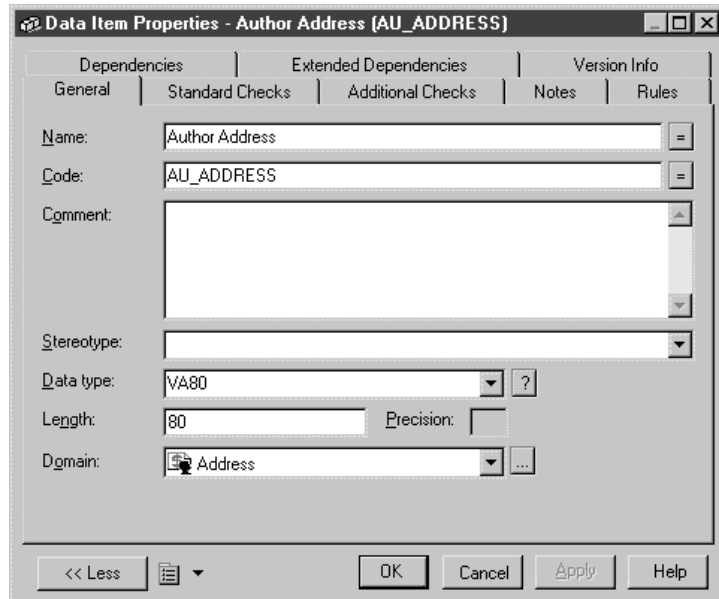 Data Item Properties - Author Address (AU_ADDRESS)
Dependencies Extended Dependencies Version Info
General Standard Checks Additional Checks Notes Rules
Name: Author Address =
Code: AU_ADDRESS =
Comment:
Stereotype:
Data type: VA80 ?
Length: 80 Precision:
Domain: Address ...
<< Less OK Cancel Apply Help